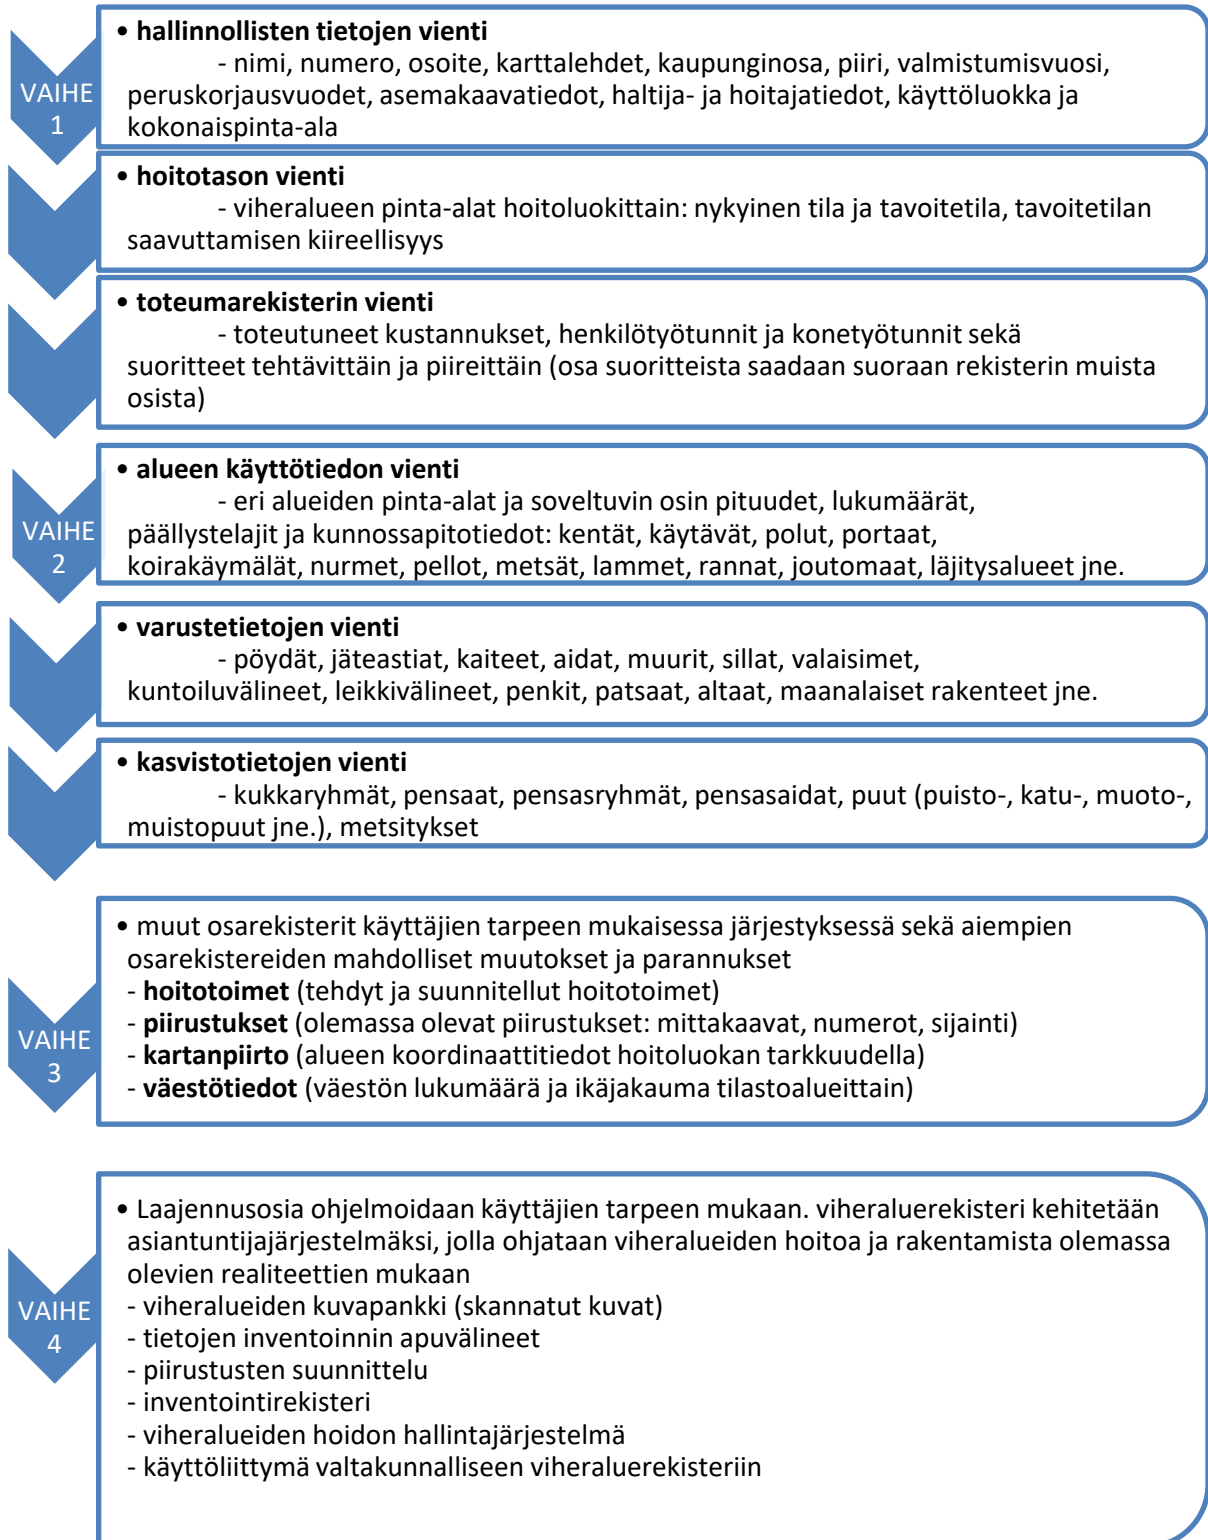 VAIHE
1
• hallinnollisten tietojen vienti
- nimi, numero, osoite, karttalehdet, kaupunginosa, piiri, valmistumisvuosi,
peruskorjausvuodet, asemakaavatiedot, haltija- ja hoitajatiedot, käyttöluokka ja
kokonaispinta-ala
• hoitotason vienti
- viheralueen pinta-alat hoitoluokittain: nykyinen tila ja tavoitetila, tavoitetilan
saavuttamisen kiireellisyys
• toteumarekisterin vienti
- toteutuneet kustannukset, henkilötyötunnit ja konetyötunnit sekä
suoritteet tehtävittäin ja piireittäin (osa suoritteista saadaan suoraan rekisterin muista
osista)
VAIHE
2
• alueen käyttötiedon vienti
- eri alueiden pinta-alat ja soveltuvin osin pituudet, lukumäärät,
päällystelajit ja kunnossapitotiedot: kentät, käytävät, polut, portaat,
koirakäymälät, nurmet, pellot, metsät, lammet, rannat, joutomaat, läjitysalueet jne.
• varustetietojen vienti
- pöydät, jäteastiat, kaiteet, aidat, muurit, sillat, valaisimet,
kuntoiluvälineet, leikkivälineet, penkit, patsaat, altaat, maanalaiset rakenteet jne.
• kasvistotietojen vienti
- kukkaryhmät, pensaat, pensasryhmät, pensasaidat, puut (puisto-, katu-, muoto-,
muistopuut jne.), metsitykset
VAIHE
3
• muut osarekisterit käyttäjien tarpeen mukaisessa järjestyksessä sekä aiempien
osarekistereiden mahdolliset muutokset ja parannukset
- hoitotoimet (tehdyt ja suunnitellut hoitotoimet)
- piirustukset (olemassa olevat piirustukset: mittakaavat, numerot, sijainti)
- kartanpiirto (alueen koordinaattitiedot hoitoluokan tarkkuudella)
- väestötiedot (väestön lukumäärä ja ikäjakauma tilastoalueittain)
VAIHE
4
• Laajennusosia ohjelmoidaan käyttäjien tarpeen mukaan. viheraluerekisteri kehitetään
asiantuntijajärjestelmäksi, jolla ohjataan viheralueiden hoitoa ja rakentamista olemassa
olevien realiteettien mukaan
- viheralueiden kuvapankki (skannatut kuvat)
- tietojen inventoinnin apuvälineet
- piirustusten suunnittelu
- inventointirekisteri
- viheralueiden hoidon hallintajärjestelmä
- käyttöliittymä valtakunnalliseen viheraluerekisteriin